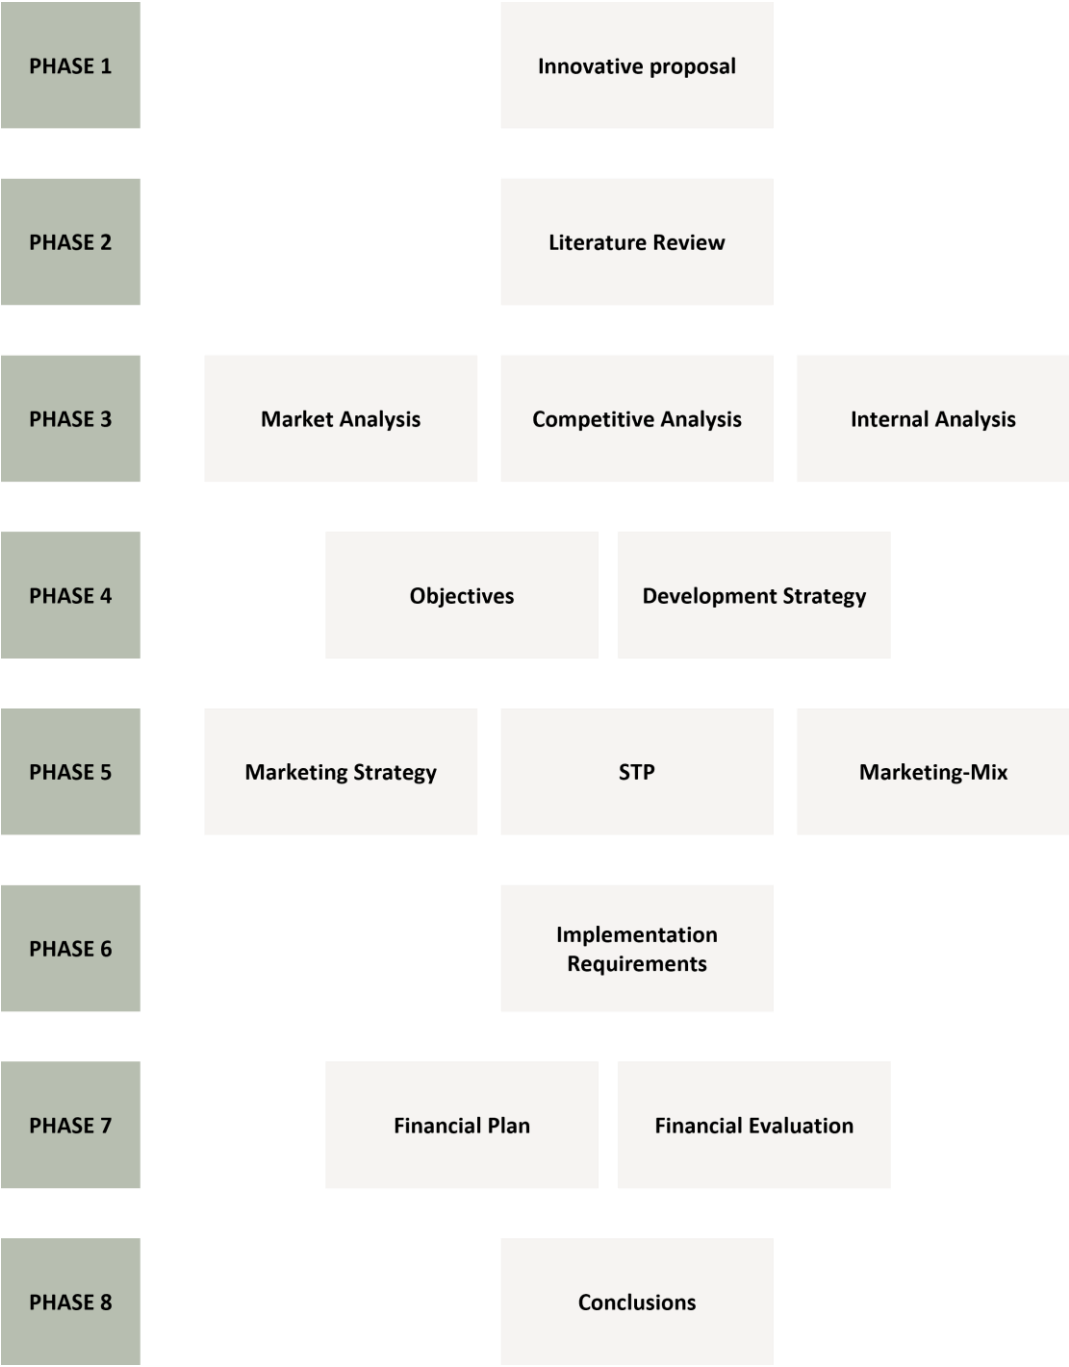 PHASE 1
Innovative proposal
PHASE 2
Literature Review
PHASE 3
Market Analysis
Competitive Analysis
Internal Analysis
PHASE 4
Objectives
Development Strategy
PHASE 5
Marketing Strategy
STP
Marketing-Mix
PHASE 6
Implementation
Requirements
PHASE 7
Financial Plan
Financial Evaluation
PHASE 8
Conclusions